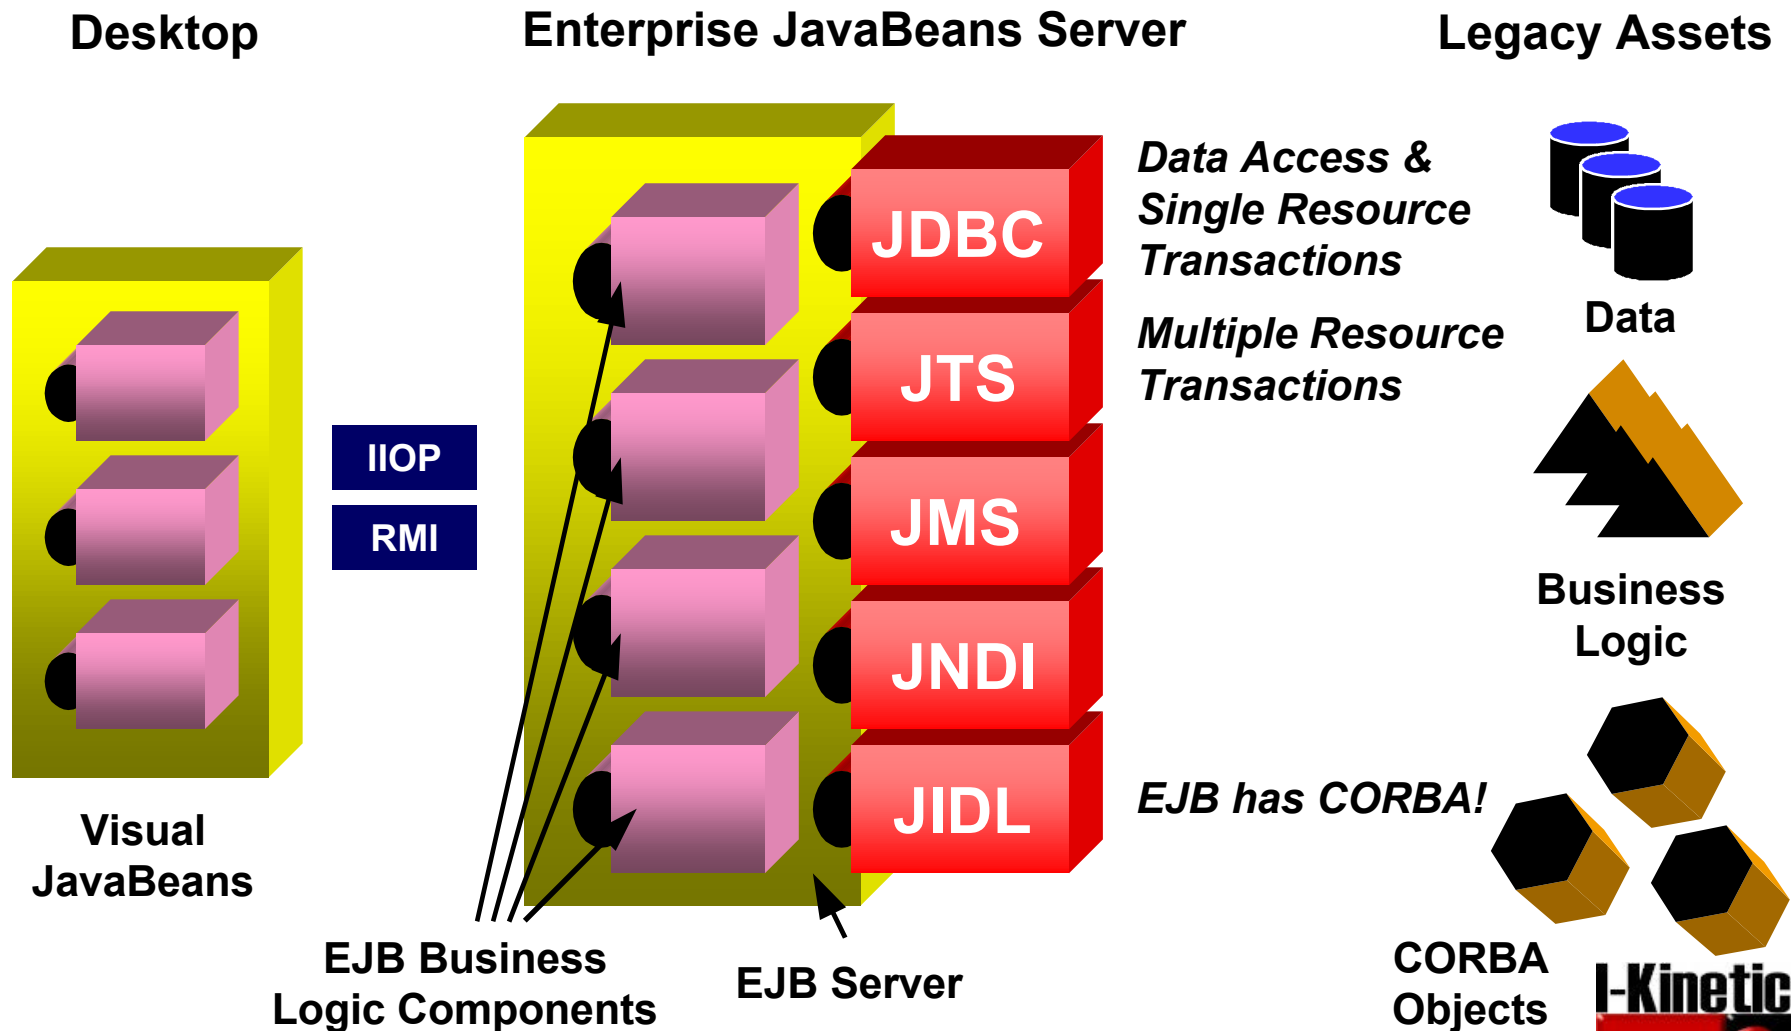 Desktop
Enterprise JavaBeans Server
Legacy Assets
JDBC
Data Access &
Single Resource
Transactions
Data
JTS
Multiple Resource
Transactions
IIOP
RMI
JMS
Business
Logic
JNDI
JIDL
EJB has CORBA!
Visual
JavaBeans
EJB Business
Logic Components
EJB Server
CORBA
Objects
I-Kinetic